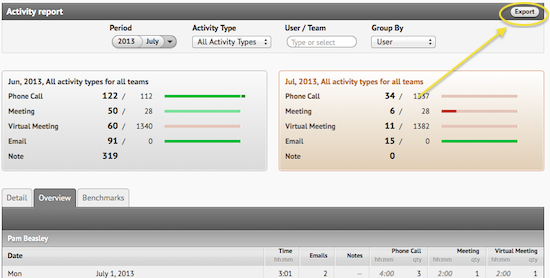 Activity report Export
Period Activity Type User / Team Group By
2013 July All Activity Types Type or select User
Jun, 2013, All activity types for all teams
Phone Call 122 / 112
Meeting 50 / 28
Virtual Meeting 60 / 1340
Email 91 / 0
Note 319
Jul, 2013, All activity types for all teams
Phone Call 34 /
Meeting 6 / 28
Virtual Meeting 11 / 1382
Email 15 / 0
Note 0
Detail Overview Benchmarks
Pam Beasley
Date Time hh:mm Emails Notes Phone Call hh:mm qty Meeting hh:mm qty Virtual Meeting hh:mm qty
Mon July 1, 2013 3:01 2 — 4:00 3 2:00 1 2:00 1